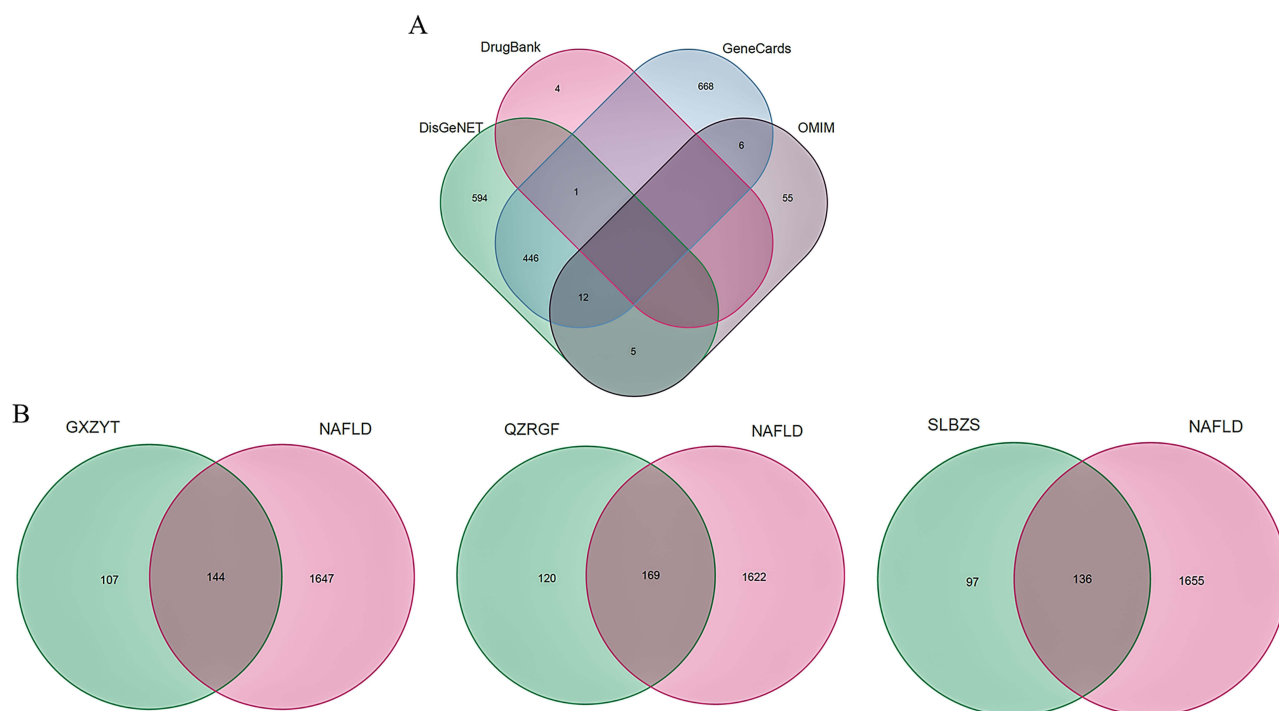 A
DrugBank
GeneCards
4
668
DisGeNET
OMIM
6
594
1
55
446
12
5
B
GXZYT
NAFLD
107
144
1647
QZRGF
NAFLD
120
169
1622
SLBZS
NAFLD
97
136
1655